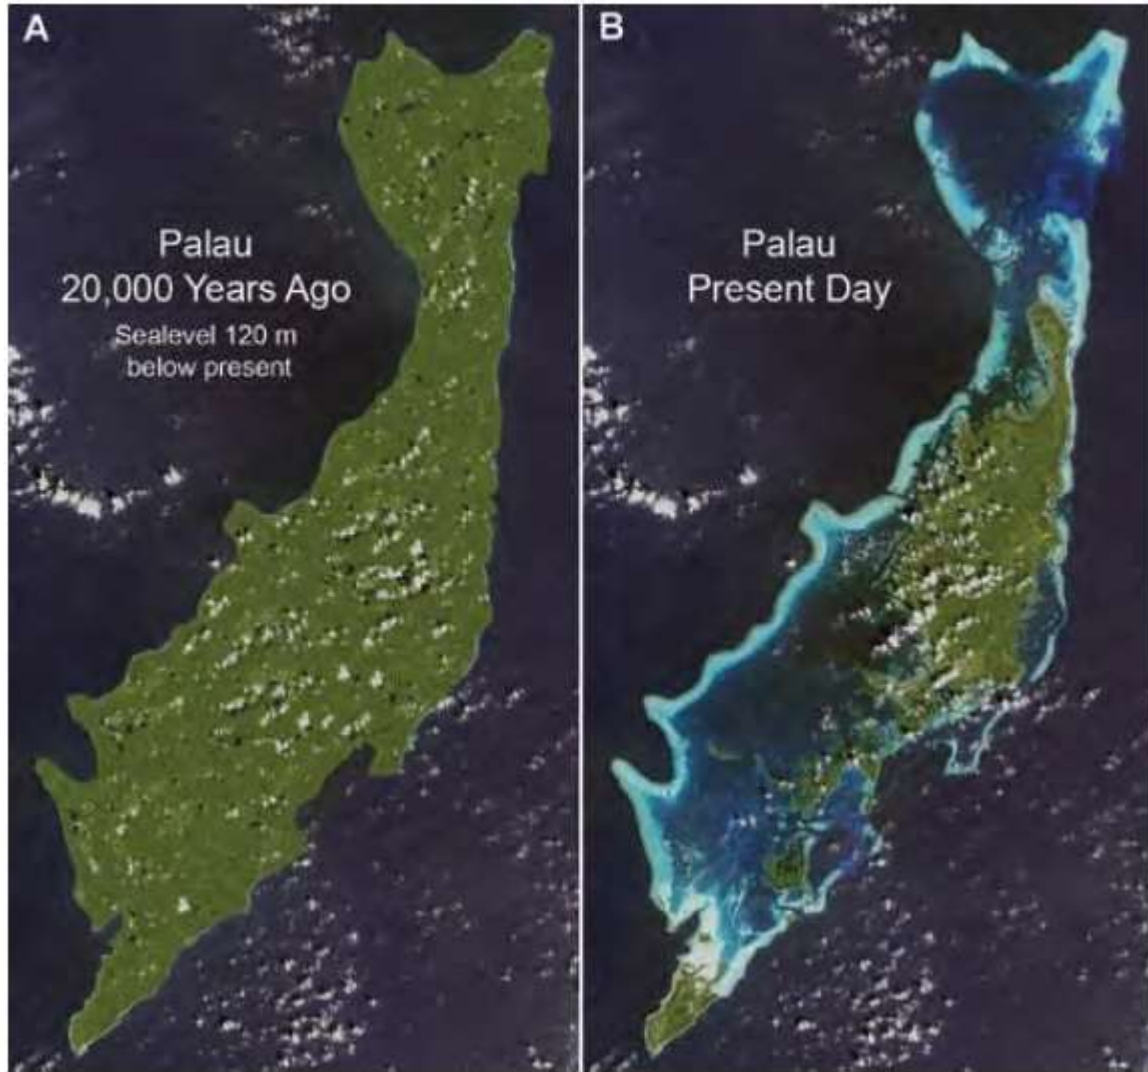 A
Palau
20,000 Years Ago
Sealevel 120 m
below present
B
Palau
Present Day